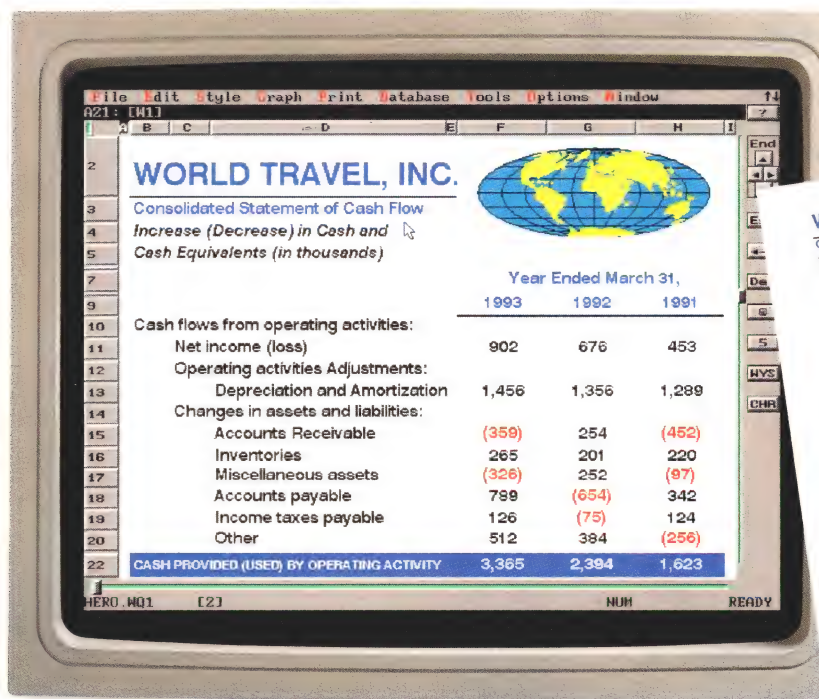 File Edit Style Graph Print Database Tools Options Window ↑↓
A21: [W1] ?
A B C D E F G H I
End
2 WORLD TRAVEL, INC.
3 Consolidated Statement of Cash Flow
4 Increase (Decrease) in Cash and
5 Cash Equivalents (in thousands)
7 Year Ended March 31,
9 1993 1992 1991
10 Cash flows from operating activities:
11 Net income (loss) 902 676 453
12 Operating activities Adjustments:
13 Depreciation and Amortization 1,456 1,356 1,289
14 Changes in assets and liabilities:
15 Accounts Receivable (359) 254 (452)
16 Inventories 265 201 220
17 Miscellaneous assets (326) 252 (97)
18 Accounts payable 789 (654) 342
19 Income taxes payable 126 (75) 124
20 Other 512 384 (256)
22 CASH PROVIDED (USED) BY OPERATING ACTIVITY 3,365 2,394 1,623
De
@
5
WYS
CHR
HERO.WQ1 [2] NUM READY